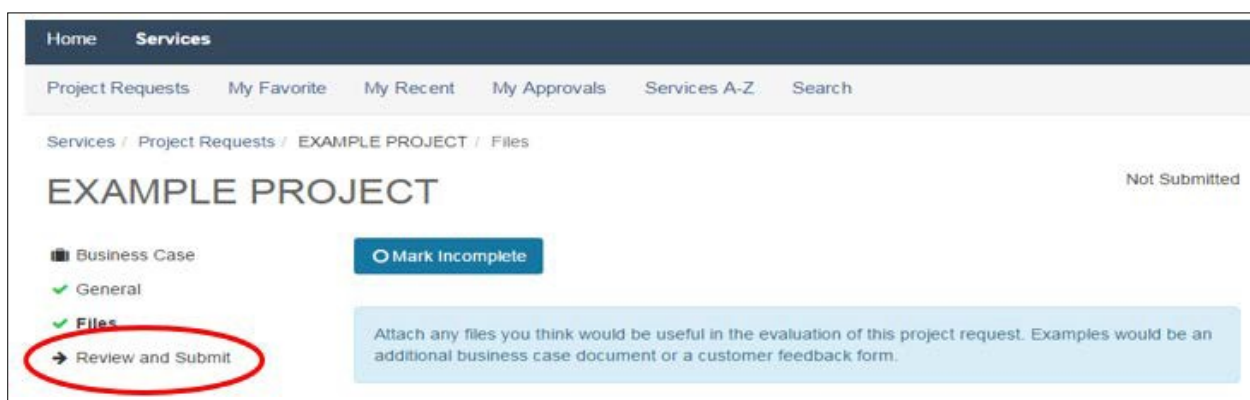 Home Services
Project Requests My Favorite My Recent My Approvals Services A-Z Search
Services / Project Requests / EXAMPLE PROJECT / Files
EXAMPLE PROJECT
Not Submitted
Business Case
General
Files
Review and Submit
Mark Incomplete
Attach any files you think would be useful in the evaluation of this project request. Examples would be an
additional business case document or a customer feedback form.